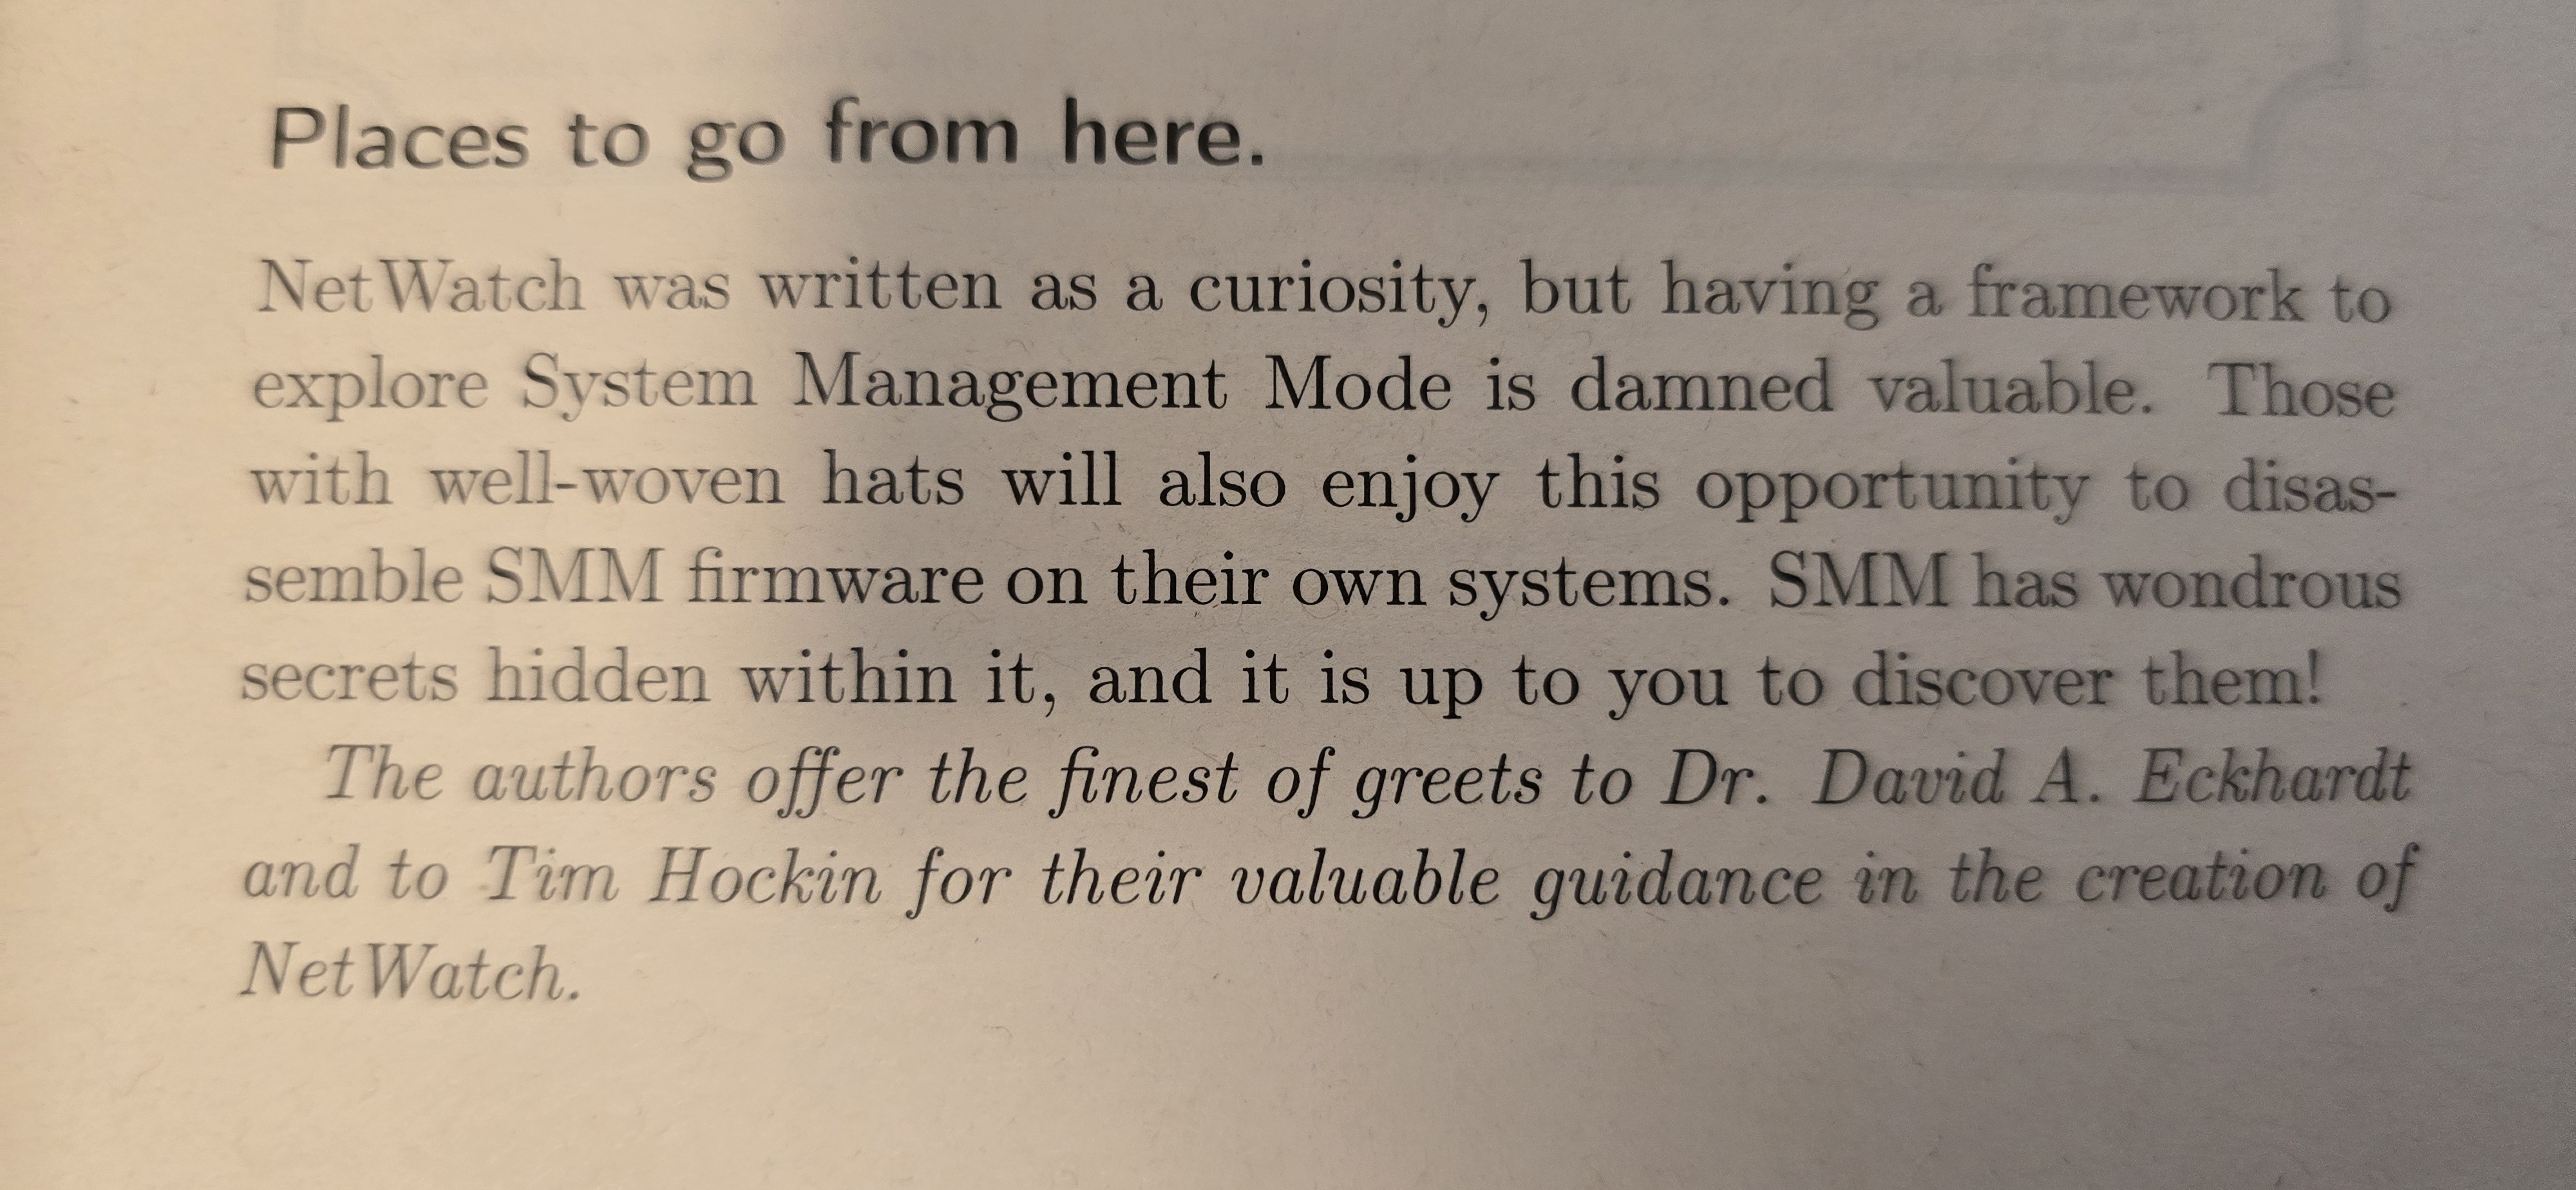 Places to go from here.
NetWatch was written as a curiosity, but having a framework to
explore System Management Mode is damned valuable. Those
with well-woven hats will also enjoy this opportunity to disas-
semble SMM firmware on their own systems. SMM has wondrous
secrets hidden within it, and it is up to you to discover them!
The authors offer the finest of greets to Dr. David A. Eckhardt
and to Tim Hockin for their valuable guidance in the creation of
NetWatch.